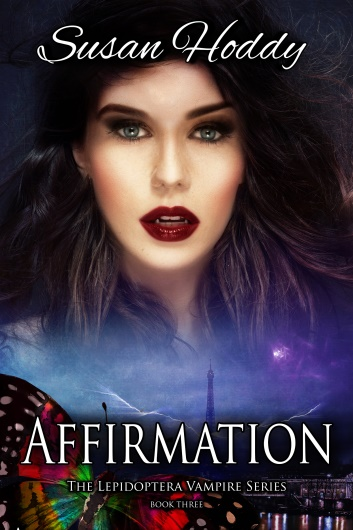 Susan Hoddy
AFFIRMATION
THE LEPIDOPTERA VAMPIRE SERIES
BOOK THREE